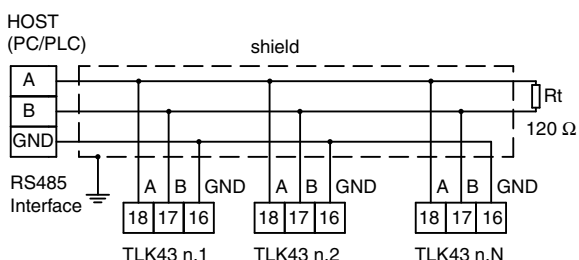 HOST
(PC/PLC)
shield
A
B
GND
Rt
120 Ω
RS485
Interface
A B GND
A B GND
A B GND
18 17 16
18 17 16
18 17 16
TLK43 n.1
TLK43 n.2
TLK43 n.N